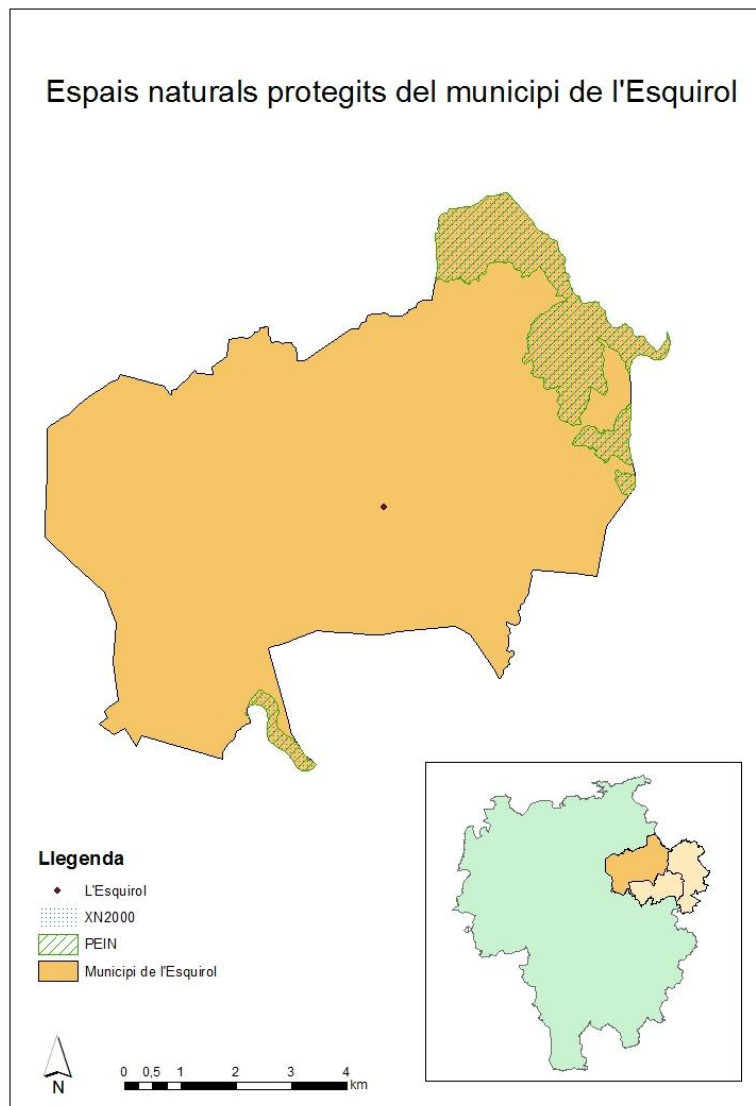 Espais naturals protegits del municipi de l'Esquirol
Llegenda
L'Esquirol
XN2000
PEIN
Municipi de l'Esquirol
N
0 0,5 1 2 3 4
km